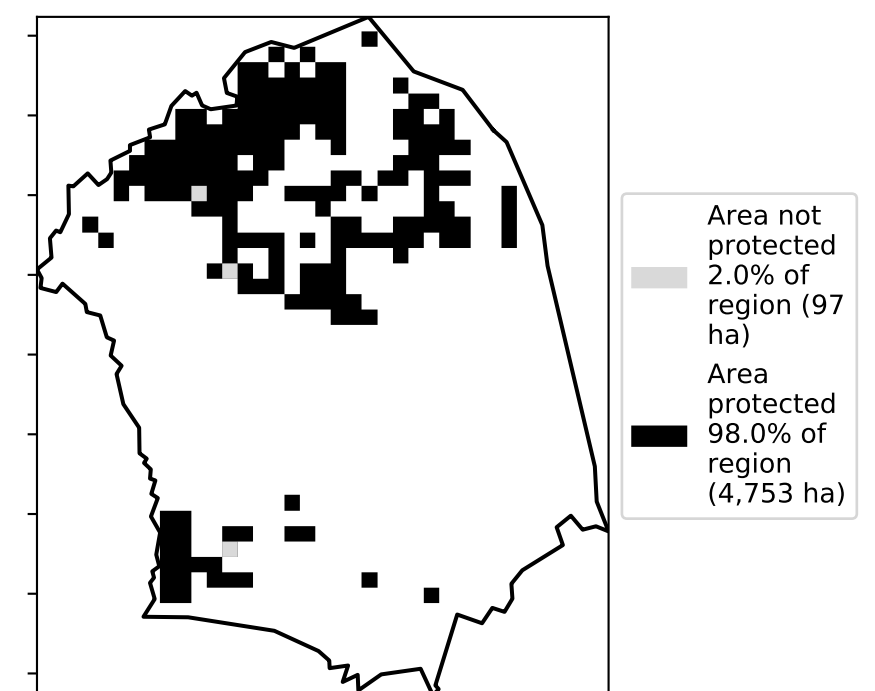 Area not
protected
2.0% of
region (97
ha)
Area
protected
98.0% of
region
(4,753 ha)